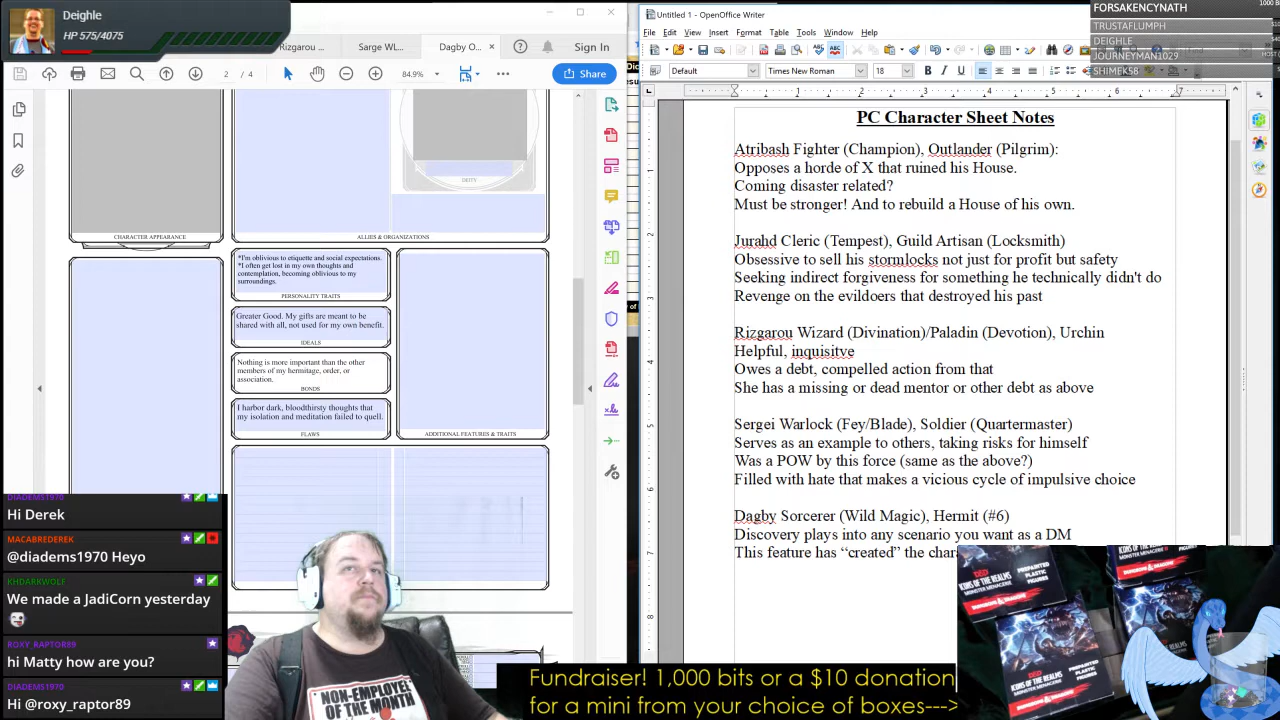 Deighle
HP 575/4075
Rizgarou ...
Sarge WL...
Dagby O...
Sign In
2 / 4
84.9%
Share
DEITY
CHARACTER APPEARANCE
ALLIES & ORGANIZATIONS
*I'm oblivious to etiquette and social expectations.
*I often get lost in my own thoughts and
contemplation, becoming oblivious to my
surroundings.
PERSONALITY TRAITS
Greater Good. My gifts are meant to be
shared with all, not used for my own benefit.
IDEALS
Nothing is more important than the other
members of my hermitage, order, or
association.
BONDS
I harbor dark, bloodthirsty thoughts that
my isolation and meditation failed to quell.
FLAWS
ADDITIONAL FEATURES & TRAITS
Untitled 1 - OpenOffice Writer
File Edit View Insert Format Table Tools Window Help
Default
Times New Roman
18
FORSAKENCYNATH
TRUSTAFLUMPH
DEIGHLE
JOURNEYMAN1029
SHIMEK58
PC Character Sheet Notes
Atribash Fighter (Champion), Outlander (Pilgrim):
Opposes a horde of X that ruined his House.
Coming disaster related?
Must be stronger! And to rebuild a House of his own.
Jurahd Cleric (Tempest), Guild Artisan (Locksmith)
Obsessive to sell his stormlocks not just for profit but safety
Seeking indirect forgiveness for something he technically didn't do
Revenge on the evildoers that destroyed his past
Rizgarou Wizard (Divination)/Paladin (Devotion), Urchin
Helpful, inquisitve
Owes a debt, compelled action from that
She has a missing or dead mentor or other debt as above
Sergei Warlock (Fey/Blade), Soldier (Quartermaster)
Serves as an example to others, taking risks for himself
Was a POW by this force (same as the above?)
Filled with hate that makes a vicious cycle of impulsive choice
Dagby Sorcerer (Wild Magic), Hermit (#6)
Discovery plays into any scenario you want as a DM
This feature has “created” the
DIADEMS1970
Hi Derek
MACABREDEREK
@diadems1970 Heyo
KHDARKWOLF
We made a JadiCorn yesterday
ROXY_RAPTOR89
hi Matty how are you?
DIADEMS1970
Hi @roxy_raptor89
NON-EMPLOYEE
OF THE MONTH
ICONS OF THE REALMS
MONSTER MENAGERIE
PREPAINTED
PLASTIC
FIGURES
DUNGEONS & DRAGONS
Fundraiser! 1,000 bits or a $10 donation
for a mini from your choice of boxes--->